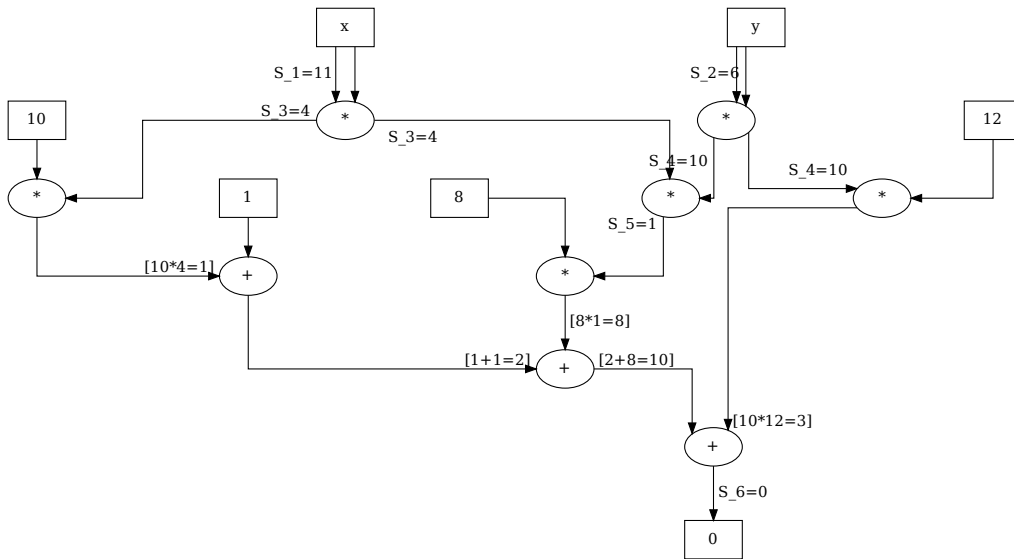 x
y
S_1=11
S_2=6
10
S_3=4
*
S_3=4
*
12
*
1
8
S_4=10
*
S_4=10
*
S_5=1
[10*4=1]
+
*
[8*1=8]
[1+1=2]
+
[2+8=10]
[10*12=3]
+
S_6=0
0